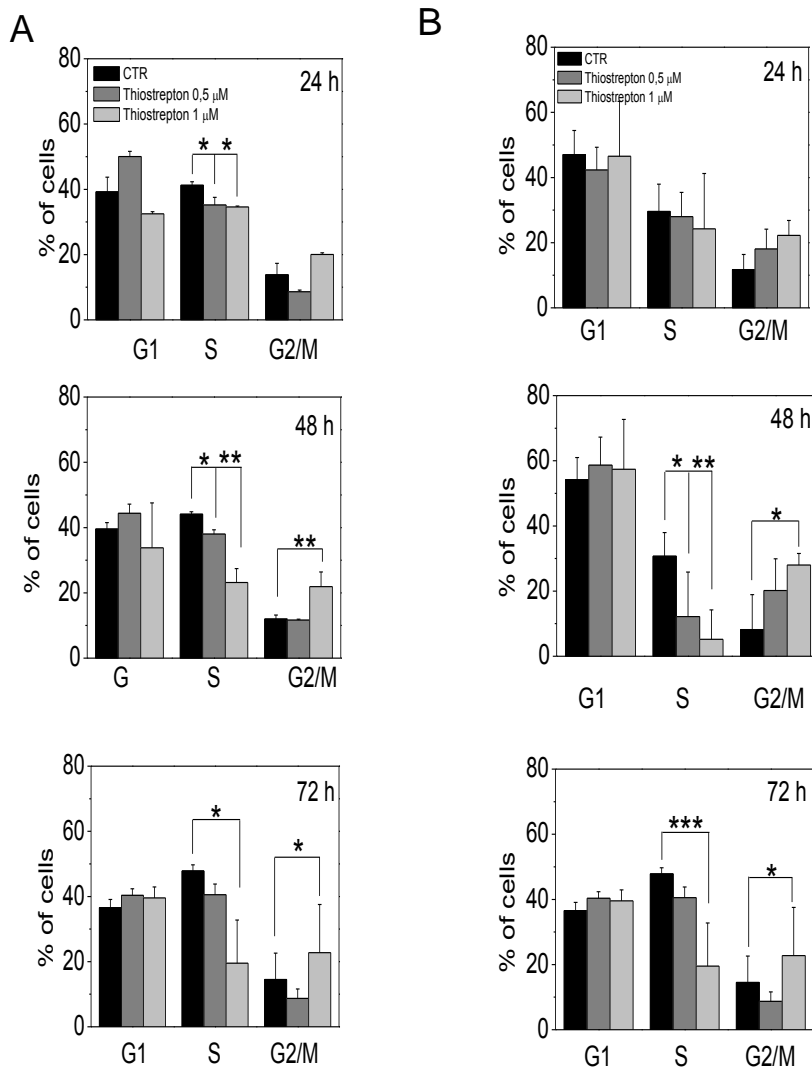 A
80
60
40
20
0
% of cells
CTR
Thiostrepton 0,5 μM
Thiostrepton 1 μM
24 h
* *
G1 S G2/M
80
60
40
20
0
% of cells
48 h
* **
**
G S G2/M
80
60
40
20
0
% of cells
72 h
*
*
G1 S G2/M
B
80
60
40
20
0
% of cells
CTR
Thiostrepton 0,5 μM
Thiostrepton 1 μM
24 h
G1 S G2/M
80
60
40
20
0
% of cells
48 h
* **
*
G1 S G2/M
80
60
40
20
0
% of cells
72 h
***
*
G1 S G2/M